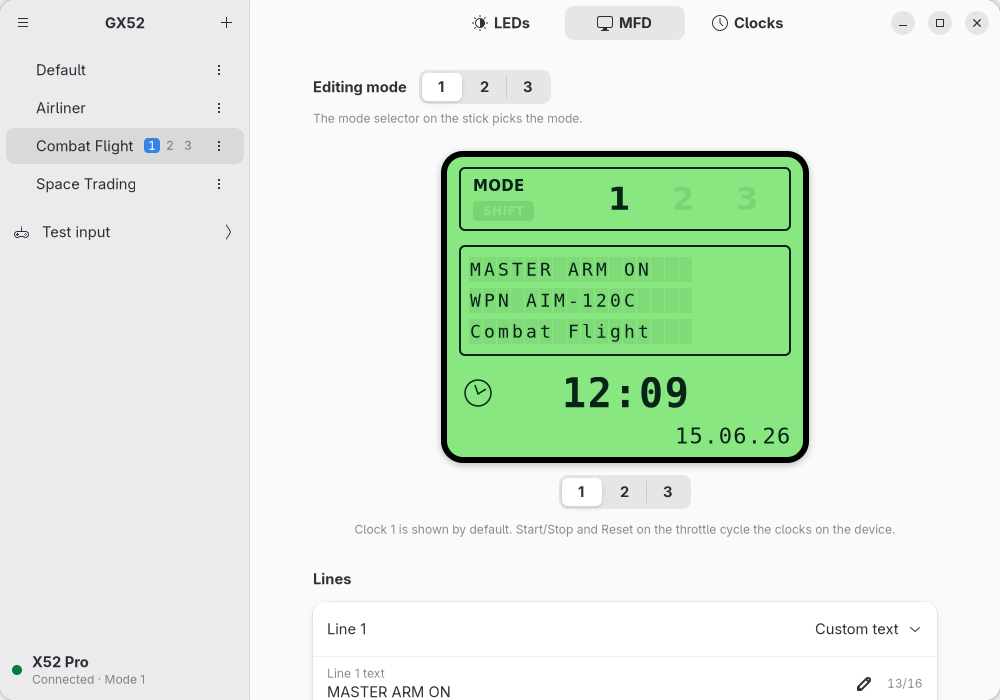 GX52
LEDs
MFD
Clocks
Default
Airliner
Combat Flight 1 2 3
Space Trading
Test input
X52 Pro
Connected · Mode 1
Editing mode 1 2 3
The mode selector on the stick picks the mode.
MODE
SHIFT
1 2 3
MASTER ARM ON
WPN AIM-120C
Combat Flight
12:09
15.06.26
1 2 3
Clock 1 is shown by default. Start/Stop and Reset on the throttle cycle the clocks on the device.
Lines
Line 1 Custom text
Line 1 text
MASTER ARM ON 13/16